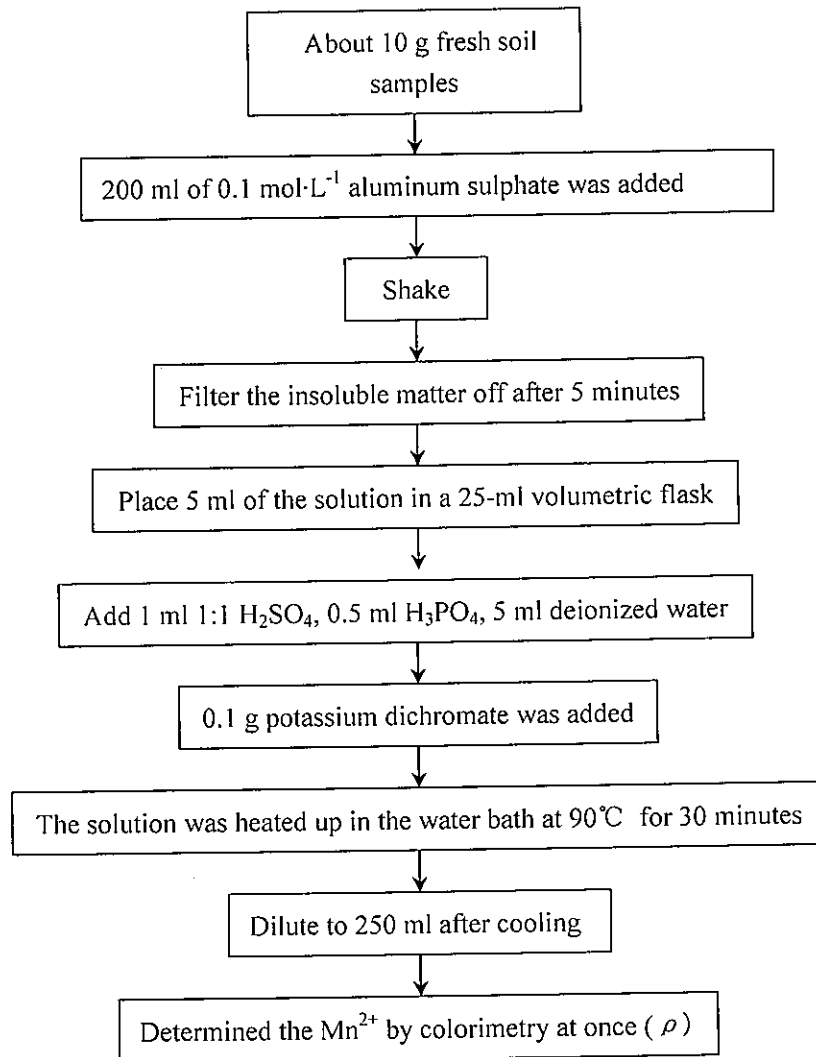 About 10 g fresh soil
samples
200 ml of 0.1 mol·L⁻¹ aluminum sulphate was added
Shake
Filter the insoluble matter off after 5 minutes
Place 5 ml of the solution in a 25-ml volumetric flask
Add 1 ml 1:1 H₂SO₄, 0.5 ml H₃PO₄, 5 ml deionized water
0.1 g potassium dichromate was added
The solution was heated up in the water bath at 90℃ for 30 minutes
Dilute to 250 ml after cooling
Determined the Mn²⁺ by colorimetry at once ( ρ )